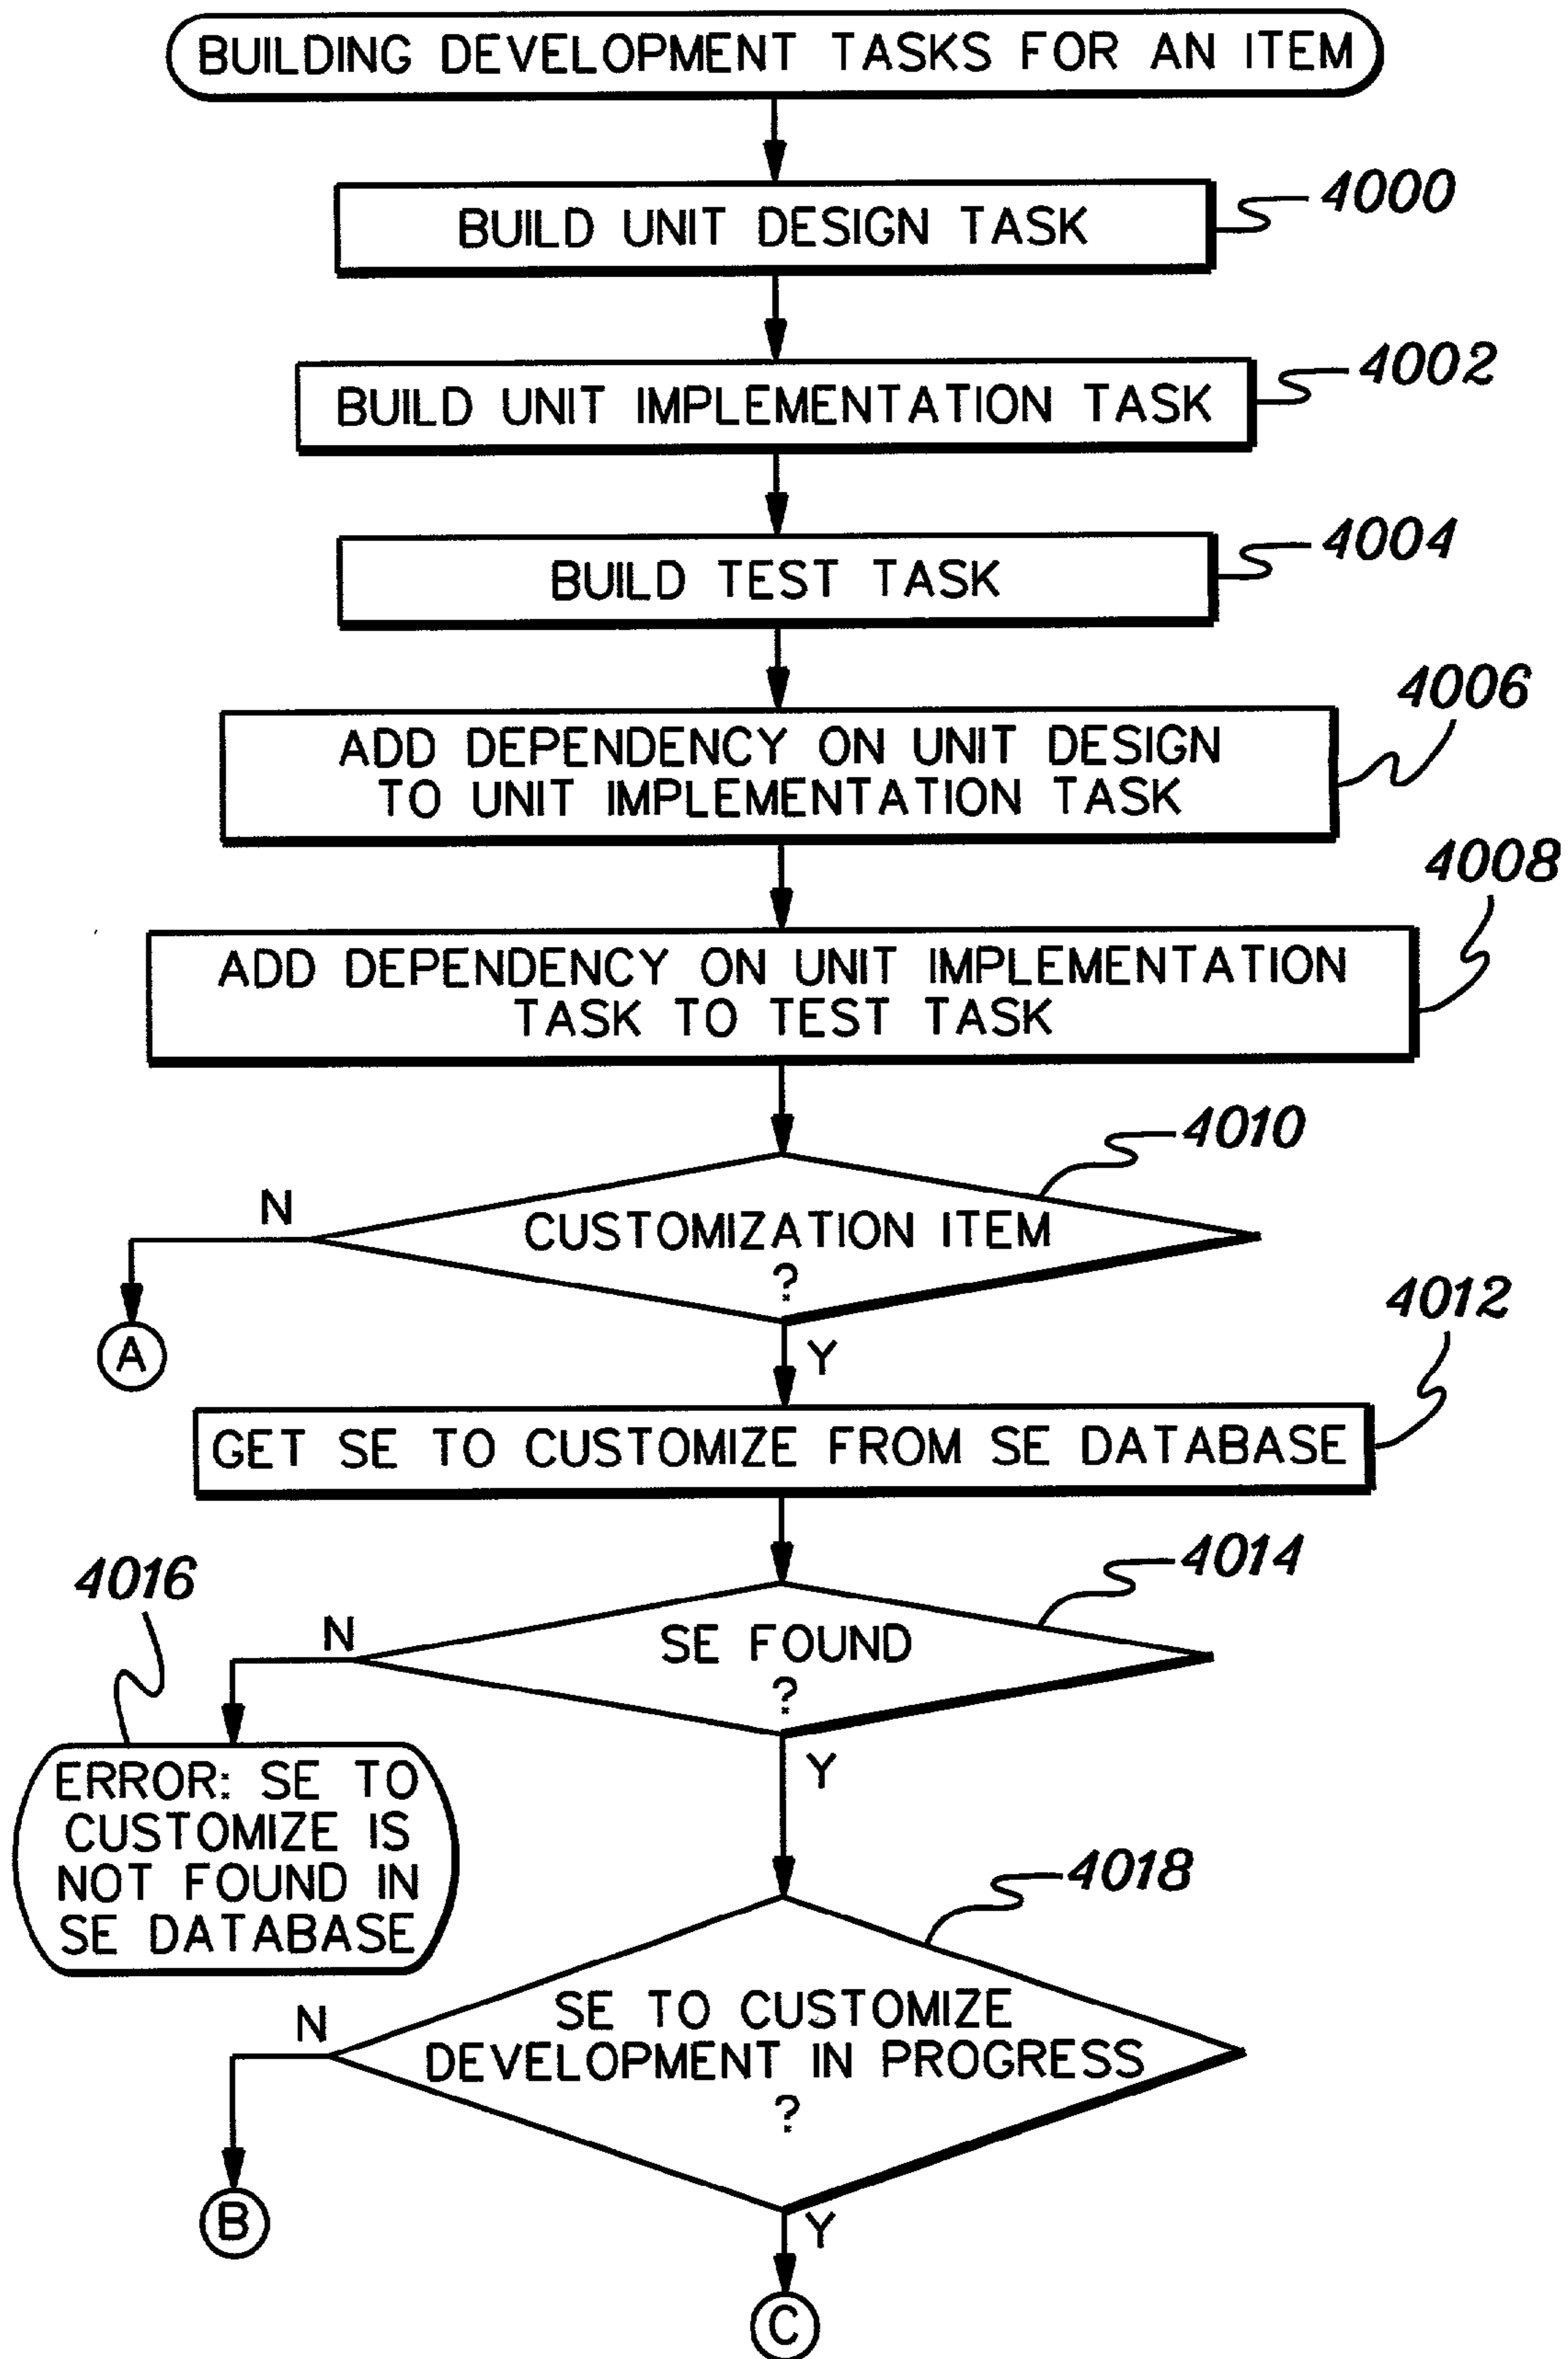 BUILDING DEVELOPMENT TASKS FOR AN ITEM
4000
BUILD UNIT DESIGN TASK
4002
BUILD UNIT IMPLEMENTATION TASK
4004
BUILD TEST TASK
4006
ADD DEPENDENCY ON UNIT DESIGN
TO UNIT IMPLEMENTATION TASK
4008
ADD DEPENDENCY ON UNIT IMPLEMENTATION
TASK TO TEST TASK
4010
N
CUSTOMIZATION ITEM
?
4012
A
Y
GET SE TO CUSTOMIZE FROM SE DATABASE
4014
4016
N
SE FOUND
?
Y
ERROR: SE TO
CUSTOMIZE IS
NOT FOUND IN
SE DATABASE
4018
N
SE TO CUSTOMIZE
DEVELOPMENT IN PROGRESS
?
B
Y
C